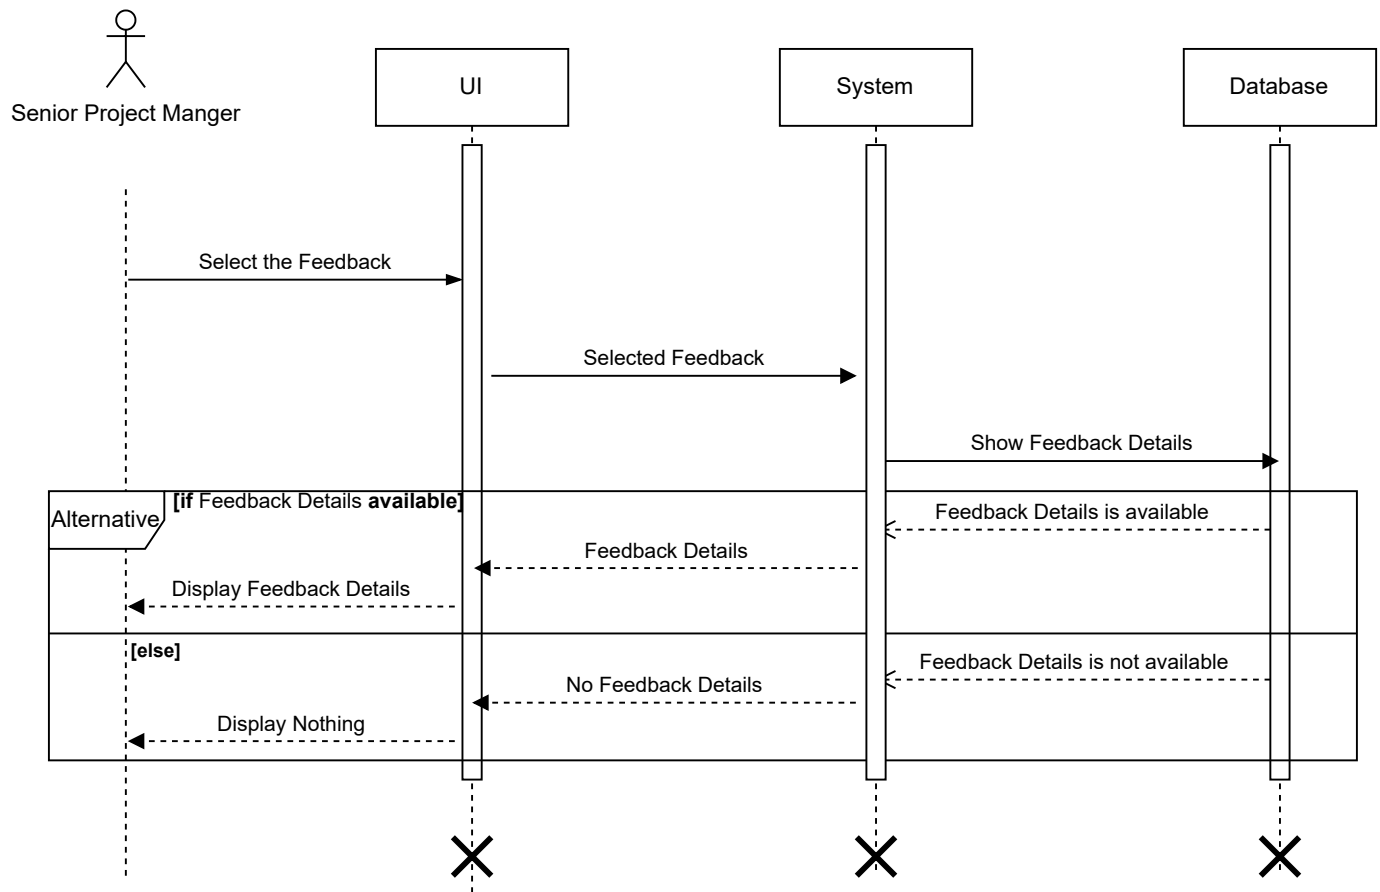 Senior Project Manger
UI
System
Database
Select the Feedback
Selected Feedback
Show Feedback Details
Alternative
[if Feedback Details available]
Feedback Details is available
Feedback Details
Display Feedback Details
[else]
Feedback Details is not available
No Feedback Details
Display Nothing